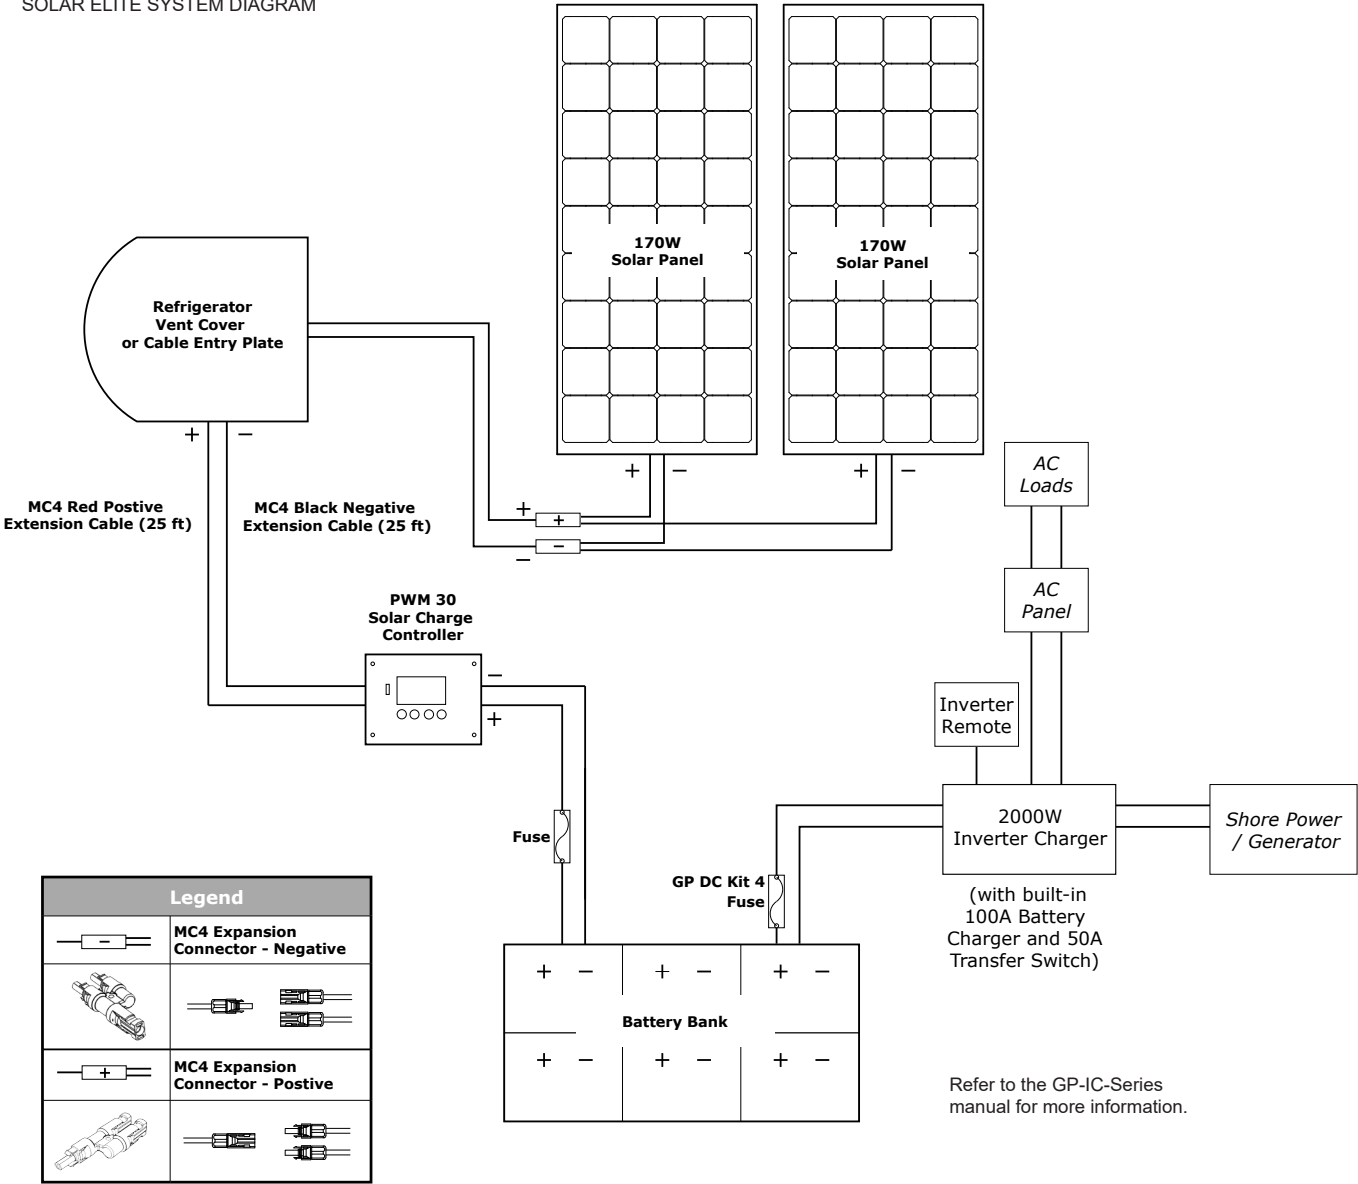 SOLAR ELITE SYSTEM DIAGRAM
170W
Solar Panel
170W
Solar Panel
Refrigerator
Vent Cover
or Cable Entry Plate
+ −
+ −
+ −
MC4 Red Postive
Extension Cable (25 ft)
MC4 Black Negative
Extension Cable (25 ft)
+
+
−
−
AC
Loads
AC
Panel
PWM 30
Solar Charge
Controller
−
+
Inverter
Remote
2000W
Inverter Charger
Shore Power
/ Generator
Fuse
GP DC Kit 4
Fuse
(with built-in
100A Battery
Charger and 50A
Transfer Switch)
+ − + − + −
Battery Bank
+ − + − + −
Legend
−
MC4 Expansion
Connector - Negative
+
MC4 Expansion
Connector - Postive
Refer to the GP-IC-Series
manual for more information.